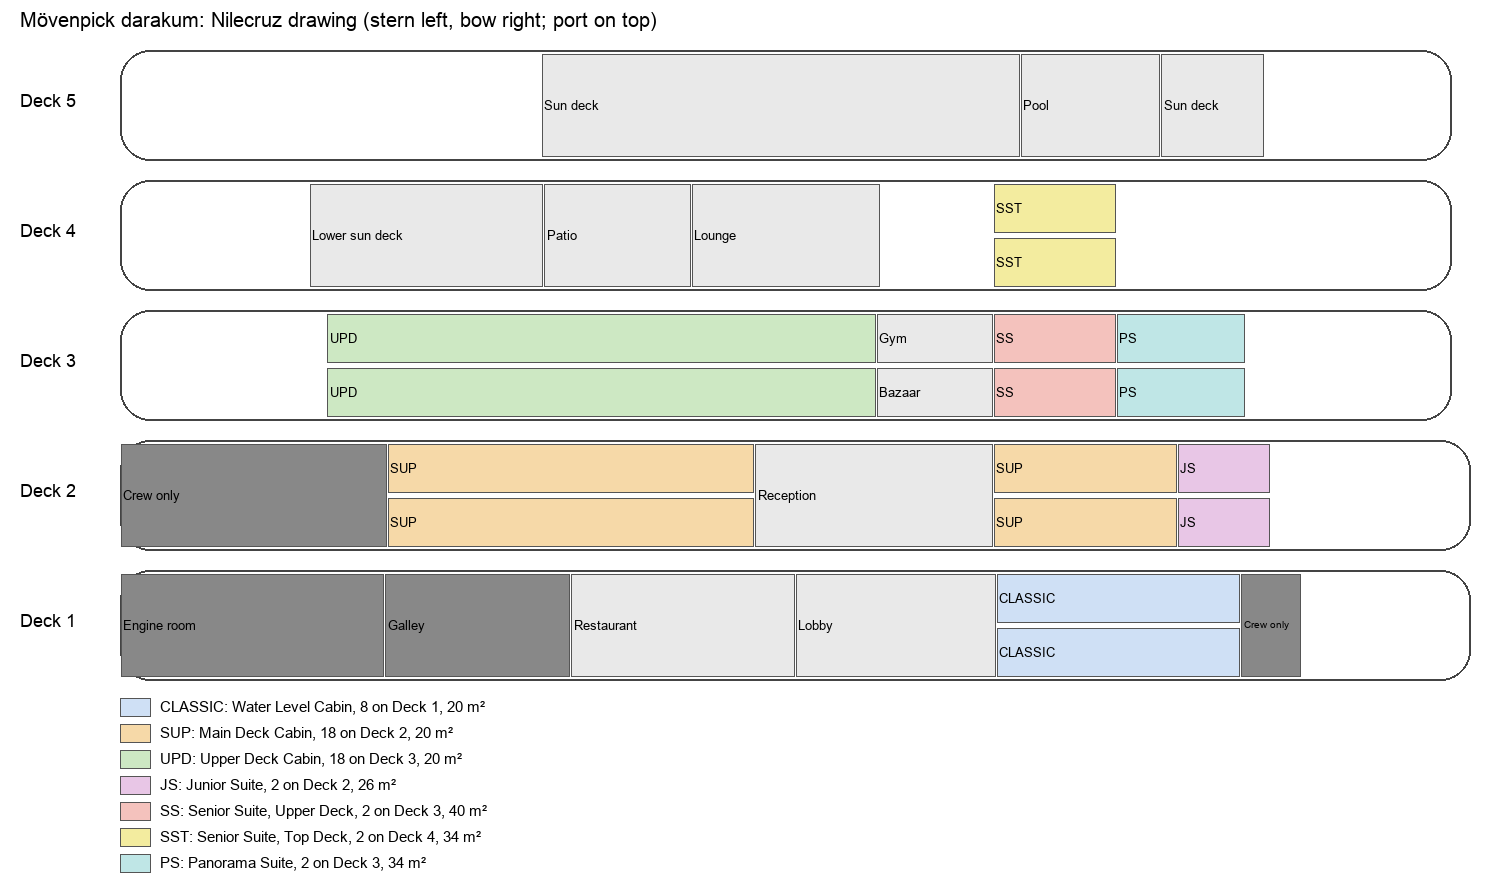 Mövenpick darakum: Nilecruz drawing (stern left, bow right; port on top)
Deck 5
Sun deck
Pool
Sun deck
Deck 4
Lower sun deck
Patio
Lounge
SST
SST
Deck 3
UPD
Gym
SS
PS
UPD
Bazaar
SS
PS
Deck 2
Crew only
SUP
Reception
SUP
JS
SUP
SUP
JS
Deck 1
Engine room
Galley
Restaurant
Lobby
CLASSIC
CLASSIC
Crew only
CLASSIC: Water Level Cabin, 8 on Deck 1, 20 m²
SUP: Main Deck Cabin, 18 on Deck 2, 20 m²
UPD: Upper Deck Cabin, 18 on Deck 3, 20 m²
JS: Junior Suite, 2 on Deck 2, 26 m²
SS: Senior Suite, Upper Deck, 2 on Deck 3, 40 m²
SST: Senior Suite, Top Deck, 2 on Deck 4, 34 m²
PS: Panorama Suite, 2 on Deck 3, 34 m²